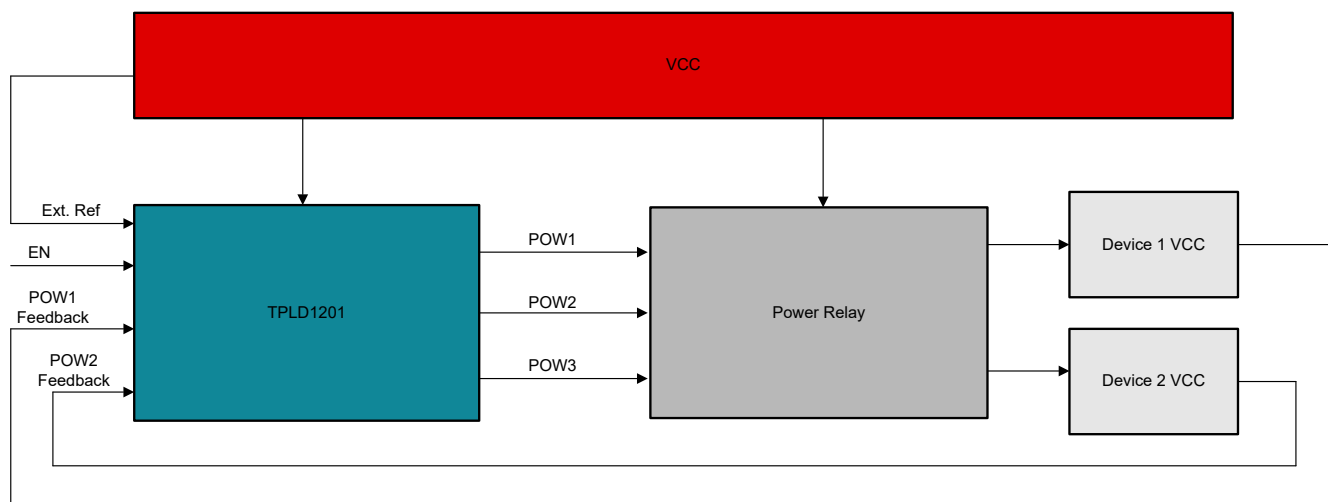 VCC
Ext. Ref
EN
POW1
Feedback
POW2
Feedback
TPLD1201
POW1
POW2
POW3
Power Relay
Device 1 VCC
Device 2 VCC